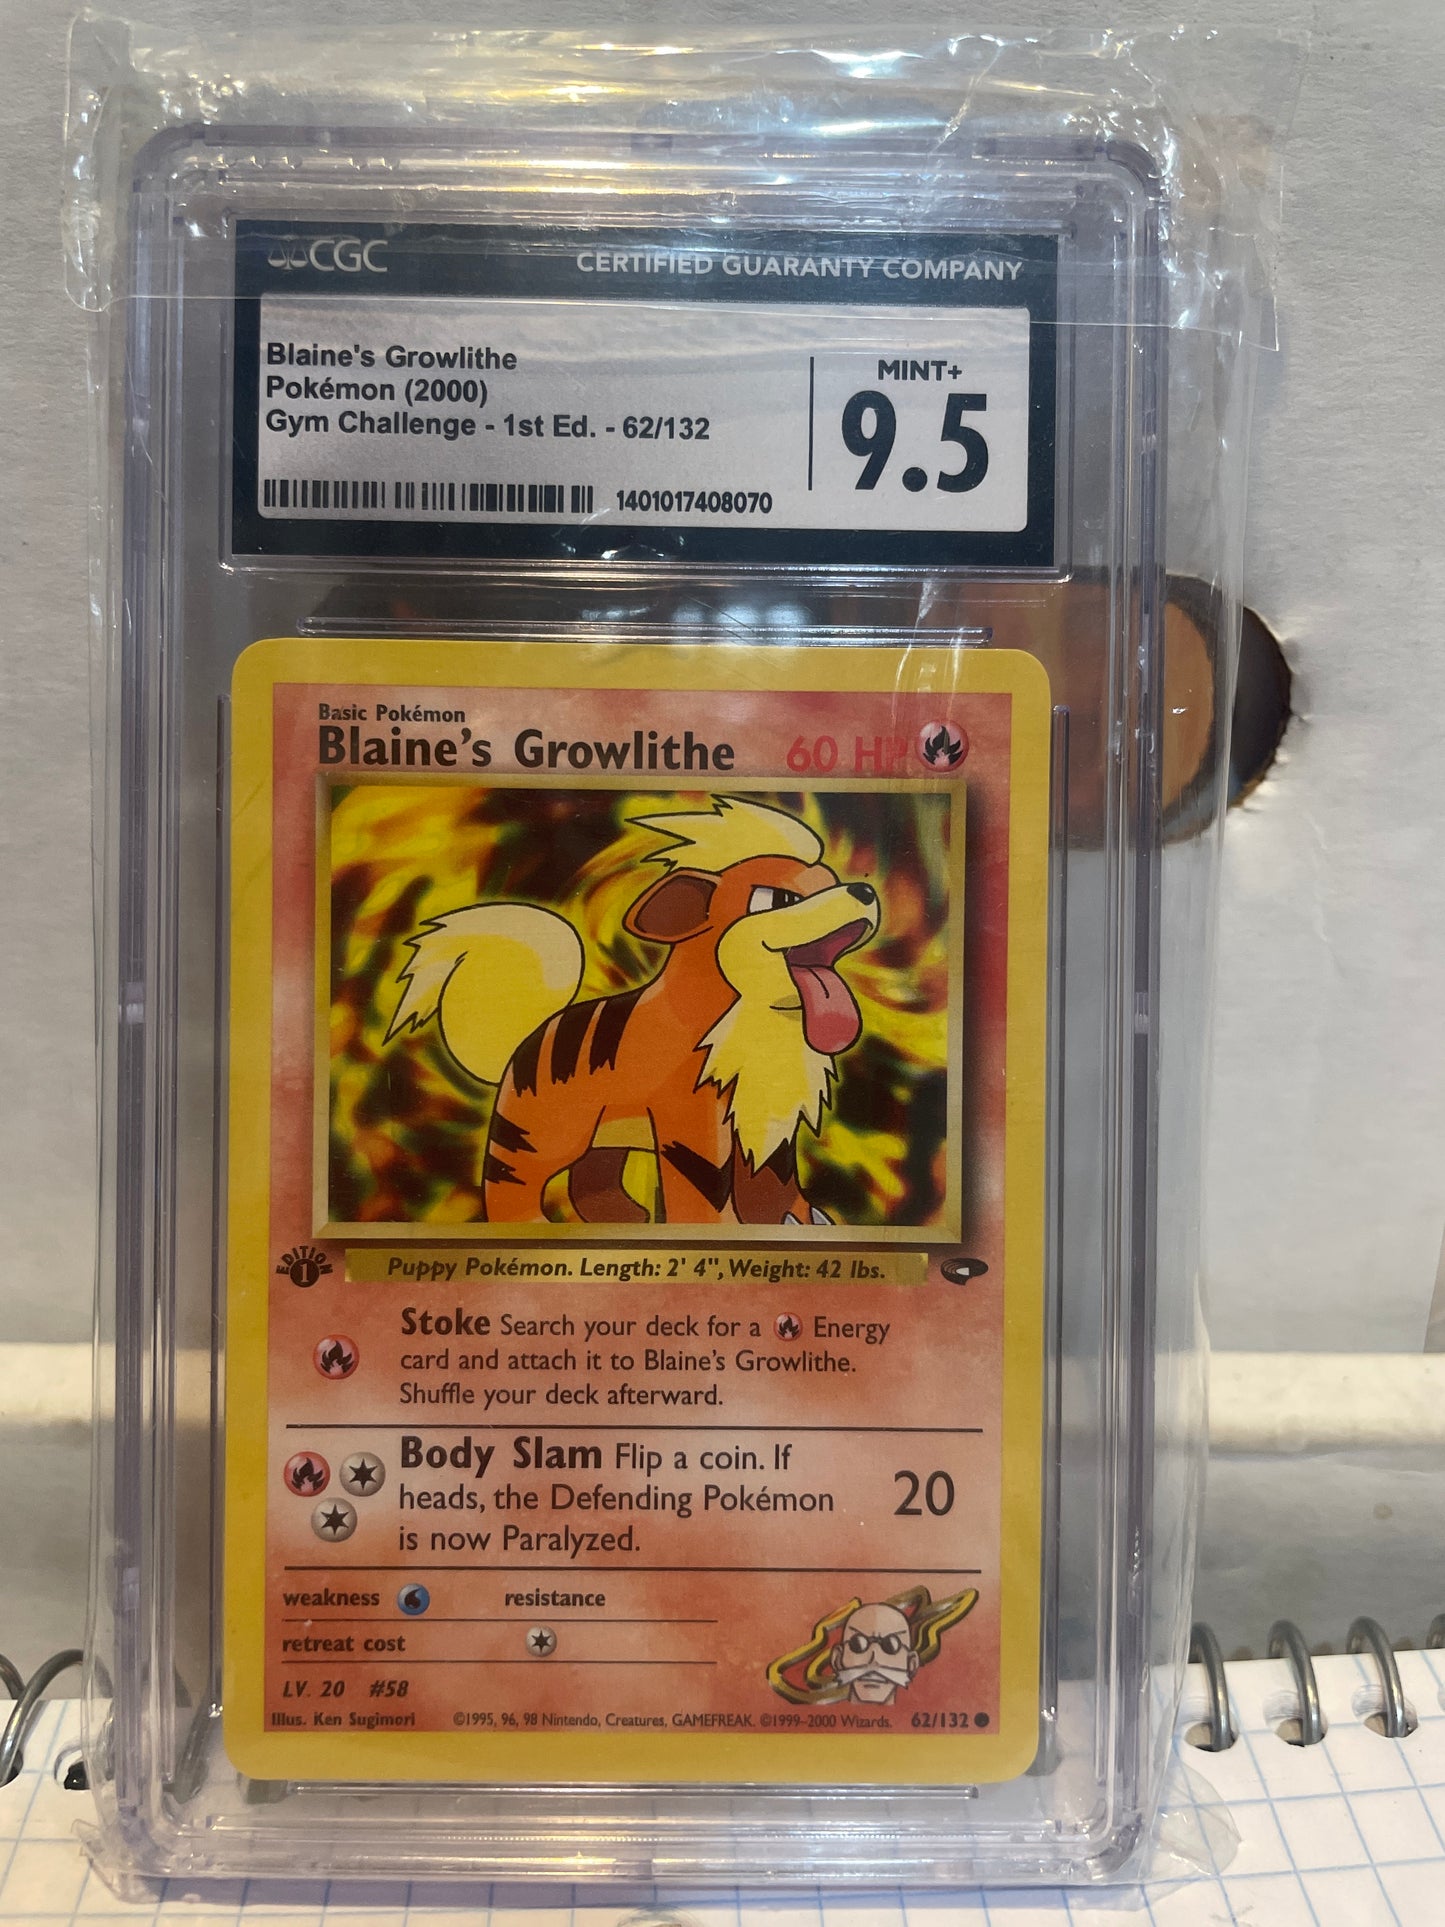 CGC
CERTIFIED GUARANTY COMPANY
Blaine's Growlithe
Pokémon (2000)
Gym Challenge - 1st Ed. - 62/132
1401017408070
MINT+
9.5
Basic Pokémon
Blaine's Growlithe
60 HP
EDITION
1
Puppy Pokémon. Length: 2' 4", Weight: 42 lbs.
Stoke Search your deck for a Energy
card and attach it to Blaine's Growlithe.
Shuffle your deck afterward.
Body Slam Flip a coin. If
heads, the Defending Pokémon
is now Paralyzed.
20
weakness
resistance
retreat cost
LV. 20 #58
Illus. Ken Sugimori
©1995, 96, 98 Nintendo, Creatures, GAMEFREAK. ©1999-2000 Wizards.
62/132